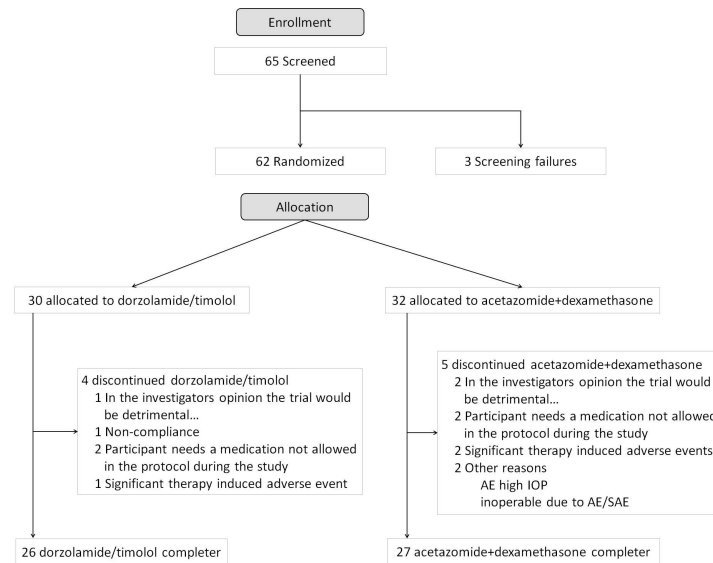 Enrollment
65 Screened
62 Randomized
3 Screening failures
Allocation
30 allocated to dorzolamide/timolol
32 allocated to acetazomide+dexamethasone
4 discontinued dorzolamide/timolol
1 In the investigators opinion the trial would
be detrimental...
1 Non-compliance
2 Participant needs a medication not allowed
in the protocol during the study
1 Significant therapy induced adverse event
5 discontinued acetazomide+dexamethasone
2 In the investigators opinion the trial would
be detrimental...
2 Participant needs a medication not allowed
in the protocol during the study
2 Significant therapy induced adverse events
2 Other reasons
AE high IOP
inoperable due to AE/SAE
26 dorzolamide/timolol completer
27 acetazomide+dexamethasone completer